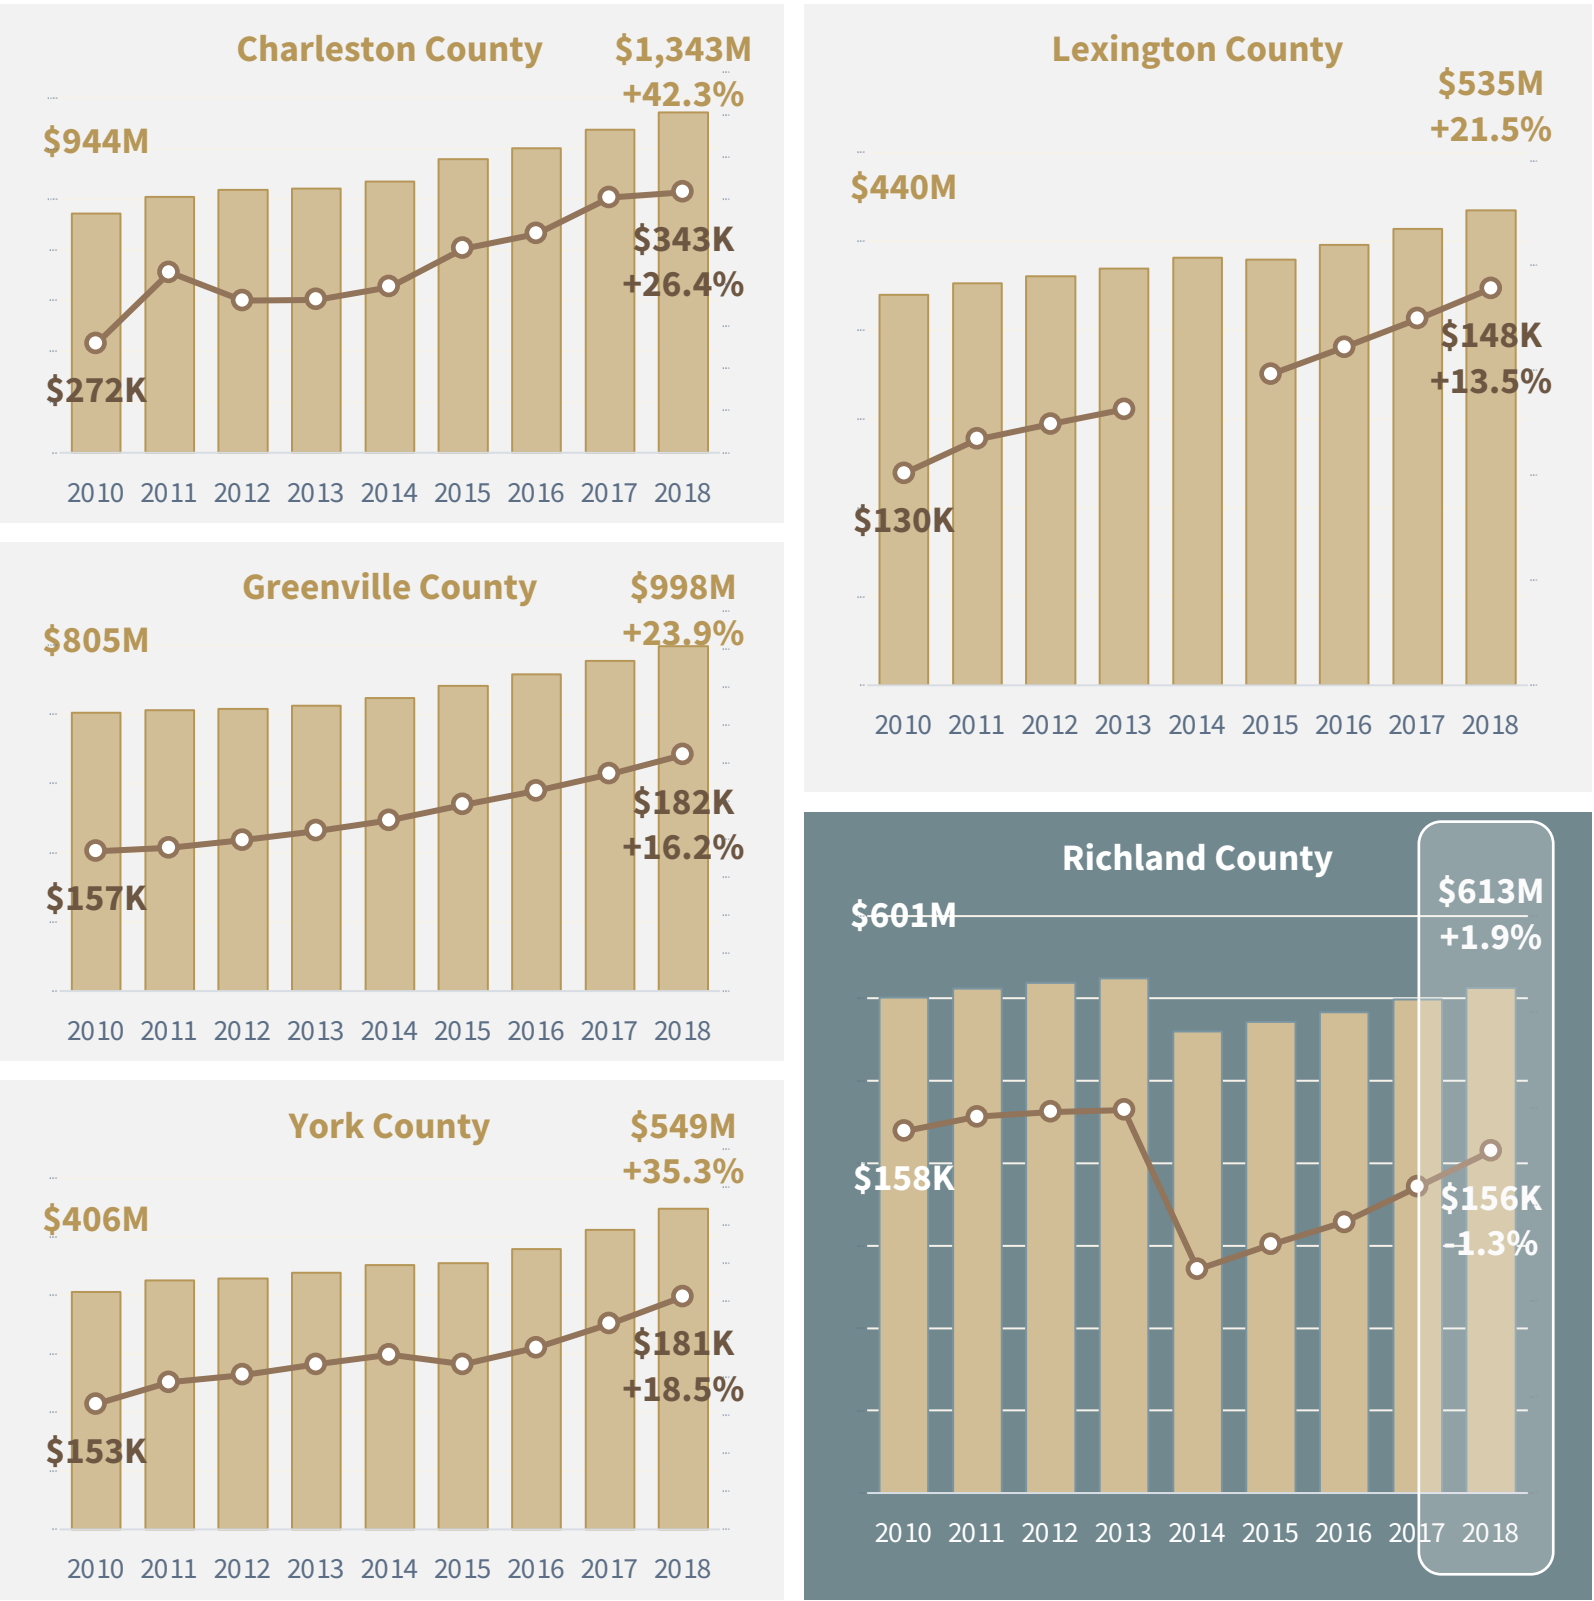 Charleston County
$1,343M
+42.3%
$944M
$343K
+26.4%
$272K
2010 2011 2012 2013 2014 2015 2016 2017 2018
Greenville County
$998M
+23.9%
$805M
$182K
+16.2%
$157K
2010 2011 2012 2013 2014 2015 2016 2017 2018
York County
$549M
+35.3%
$406M
$181K
+18.5%
$153K
2010 2011 2012 2013 2014 2015 2016 2017 2018
Lexington County
$535M
+21.5%
$440M
$148K
+13.5%
$130K
2010 2011 2012 2013 2014 2015 2016 2017 2018
Richland County
$613M
+1.9%
$601M
$158K
$156K
-1.3%
2010 2011 2012 2013 2014 2015 2016 2017 2018